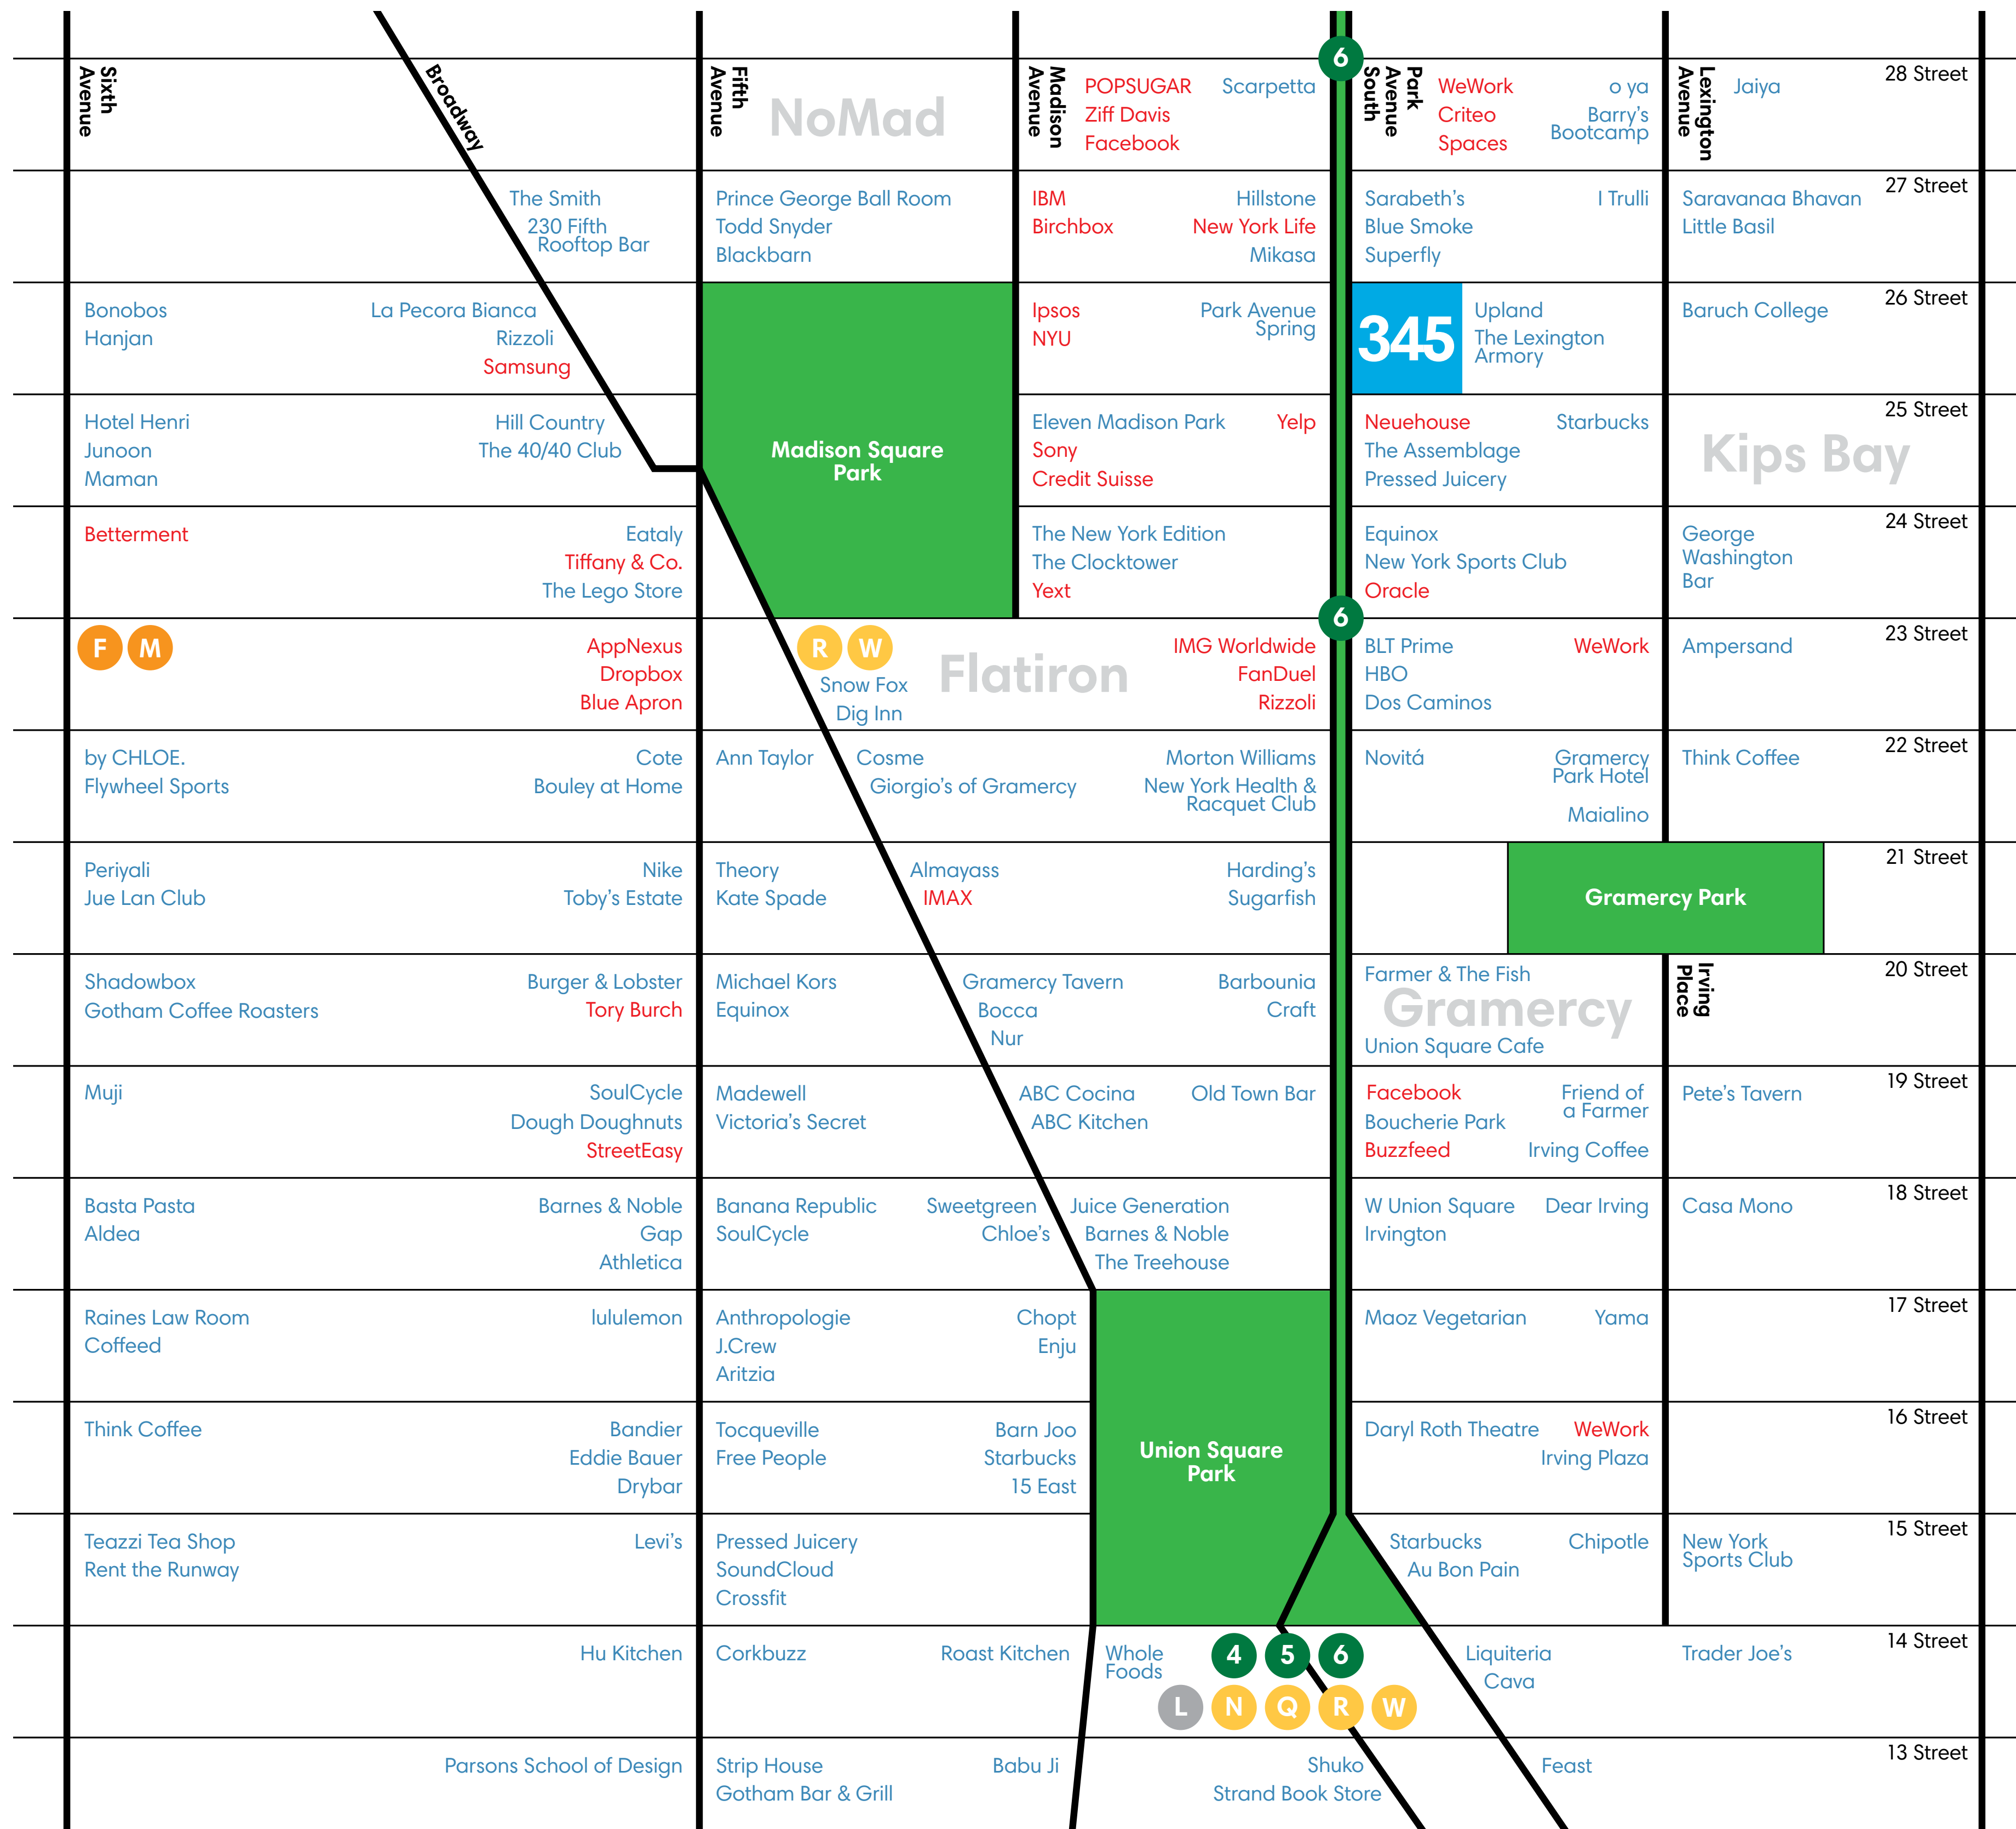 6
Sixth
Avenue
Broadway
Fifth
Avenue
NoMad
Madison
Avenue
POPSUGAR
Ziff Davis
Facebook
Scarpetta
Park
Avenue
South
WeWork
Criteo
Spaces
o ya
Barry's
Bootcamp
Lexington
Avenue
Jaiya
28 Street
The Smith
230 Fifth
Rooftop Bar
Prince George Ball Room
Todd Snyder
Blackbarn
IBM
Birchbox
Hillstone
New York Life
Mikasa
Sarabeth's
Blue Smoke
Superfly
I Trulli
Saravanaa Bhavan
Little Basil
27 Street
Bonobos
Hanjan
La Pecora Bianca
Rizzoli
Samsung
Ipsos
NYU
Park Avenue
Spring
345
Upland
The Lexington
Armory
Baruch College
26 Street
Hotel Henri
Junoon
Maman
Hill Country
The 40/40 Club
Madison Square
Park
Eleven Madison Park
Sony
Credit Suisse
Yelp
Neuehouse
The Assemblage
Pressed Juicery
Starbucks
Kips Bay
25 Street
Betterment
Eataly
Tiffany & Co.
The Lego Store
The New York Edition
The Clocktower
Yext
Equinox
New York Sports Club
Oracle
George
Washington
Bar
24 Street
6
F M
AppNexus
Dropbox
Blue Apron
R W
Snow Fox
Dig Inn
Flatiron
IMG Worldwide
FanDuel
Rizzoli
BLT Prime
HBO
Dos Caminos
WeWork
Ampersand
23 Street
by CHLOE.
Flywheel Sports
Cote
Bouley at Home
Ann Taylor
Cosme
Giorgio's of Gramercy
Morton Williams
New York Health &
Racquet Club
Novitá
Gramercy
Park Hotel
Maialino
Think Coffee
22 Street
Periyali
Jue Lan Club
Nike
Toby's Estate
Theory
Kate Spade
Almayass
IMAX
Harding's
Sugarfish
Gramercy Park
21 Street
Shadowbox
Gotham Coffee Roasters
Burger & Lobster
Tory Burch
Michael Kors
Equinox
Gramercy Tavern
Bocca
Nur
Barbounia
Craft
Farmer & The Fish
Gramercy
Union Square Cafe
Irving
Place
20 Street
Muji
SoulCycle
Dough Doughnuts
StreetEasy
Madewell
Victoria's Secret
ABC Cocina
ABC Kitchen
Old Town Bar
Facebook
Boucherie Park
Buzzfeed
Friend of
a Farmer
Irving Coffee
Pete's Tavern
19 Street
Basta Pasta
Aldea
Barnes & Noble
Gap
Athletica
Banana Republic
SoulCycle
Sweetgreen
Chloe's
Juice Generation
Barnes & Noble
The Treehouse
W Union Square
Irvington
Dear Irving
Casa Mono
18 Street
Raines Law Room
Coffeed
lululemon
Anthropologie
J.Crew
Aritzia
Chopt
Enju
Maoz Vegetarian
Yama
17 Street
Think Coffee
Bandier
Eddie Bauer
Drybar
Tocqueville
Free People
Barn Joo
Starbucks
15 East
Union Square
Park
Daryl Roth Theatre
WeWork
Irving Plaza
16 Street
Teazzi Tea Shop
Rent the Runway
Levi's
Pressed Juicery
SoundCloud
Crossfit
Starbucks
Au Bon Pain
Chipotle
New York
Sports Club
15 Street
Hu Kitchen
Corkbuzz
Roast Kitchen
Whole
Foods
4 5 6
L N Q R W
Liquiteria
Cava
Trader Joe's
14 Street
Parsons School of Design
Strip House
Gotham Bar & Grill
Babu Ji
Shuko
Strand Book Store
Feast
13 Street